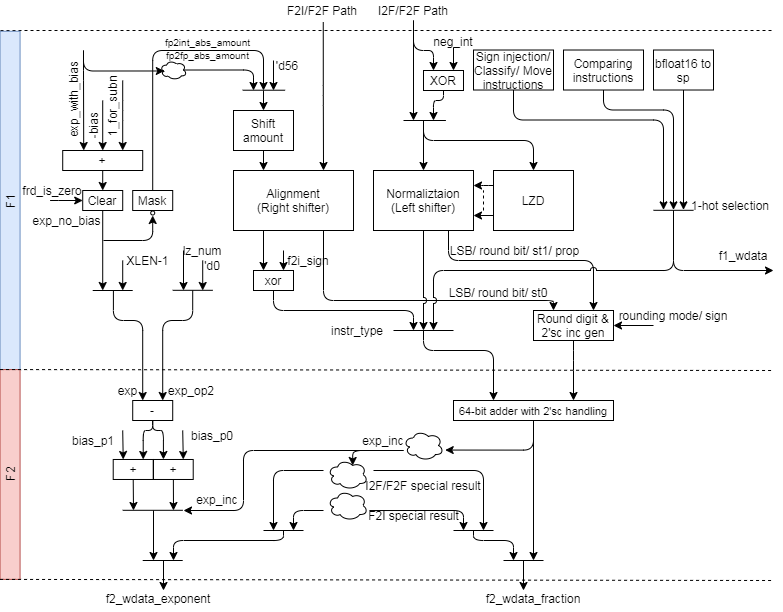 F2I/F2F Path
I2F/F2F Path
fp2int_abs_amount
fp2fp_abs_amount
'd56
neg_int
XOR
Sign injection/
Classify/ Move
instructions
Comparing
instructions
bfloat16 to
sp
exp_with_bias
-bias
1_for_subn
+
Shift
amount
F1
frd_is_zero
Clear
Mask
exp_no_bias
Alignment
(Right shifter)
Normaliztaion
(Left shifter)
LZD
1-hot selection
XLEN-1
lz_num
'd0
xor
f2i_sign
LSB/ round bit/ st1/ prop
f1_wdata
LSB/ round bit/ st0
instr_type
Round digit &
2'sc inc gen
rounding mode/ sign
F2
exp
exp_op2
-
64-bit adder with 2'sc handling
bias_p1
bias_p0
+
+
exp_inc
I2F/F2F special result
exp_inc
F2I special result
f2_wdata_exponent
f2_wdata_fraction